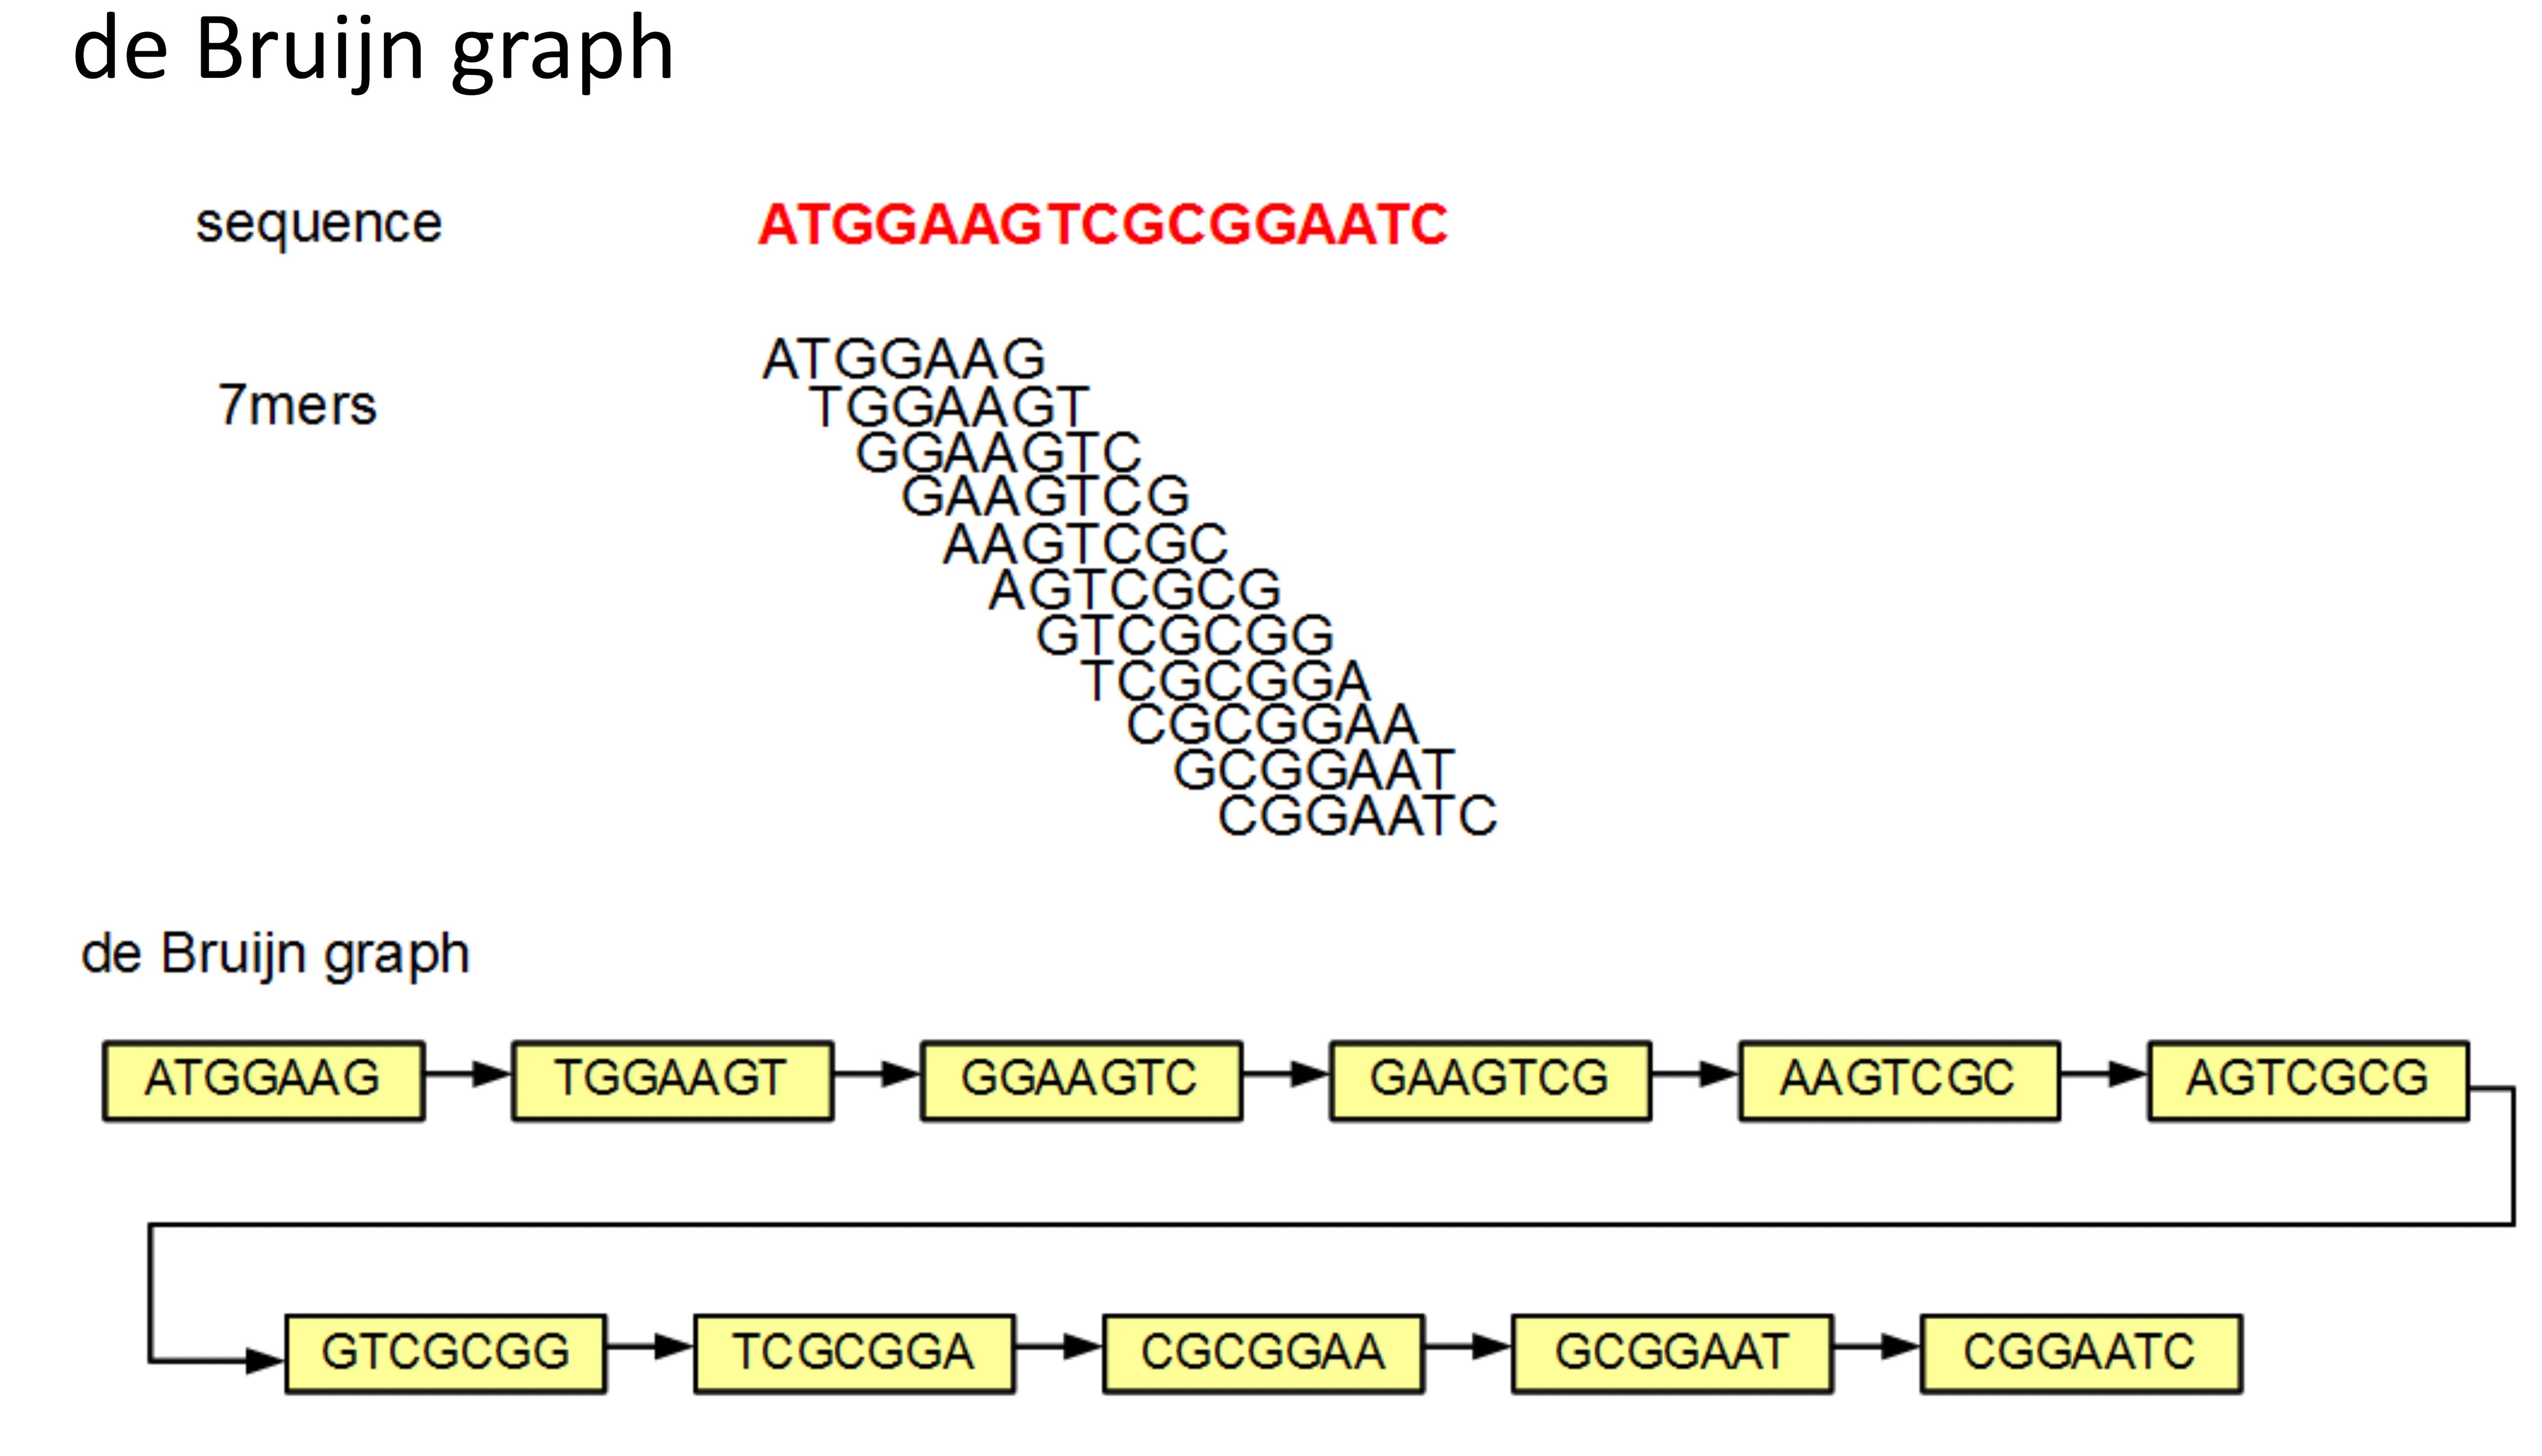 de Bruijn graph
sequence ATGGAAGTCGCGGAATC
7mers
ATGGAAG
TGGAAGT
GGAAGTC
GAAGTCG
AAGTCGC
AGTCGCG
GTCGCGG
TCGCGGA
CGCGGAA
GCGGAAT
CGGAATC
de Bruijn graph
ATGGAAG TGGAAGT GGAAGTC GAAGTCG AAGTCGC AGTCGCG
GTCGCGG TCGCGGA CGCGGAA GCGGAAT CGGAATC